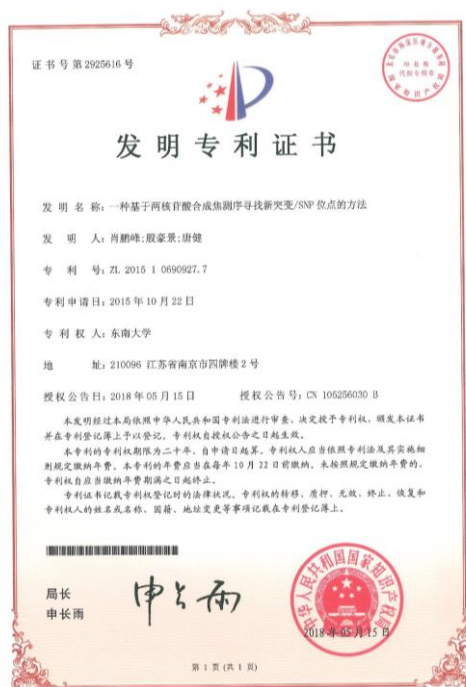 证书号第2925616号
发明专利证书
发 明 名 称：一种基于两核苷酸合成焦测序寻找新突变/SNP位点的方法
发 明 人：肖鹏峰;殷豪景;唐健
专 利 号：ZL 2015 1 0690927.7
专利申请日：2015年10月22日
专 利 权 人：东南大学
地 址：210096 江苏省南京市四牌楼2号
授权公告日：2018年05月15日 授权公告号：CN 105256030 B
本发明经过本局依照中华人民共和国专利法进行审查，决定授予专利权，颁发本证书
并在专利登记簿上予以登记。专利权自授权公告之日起生效。
本专利的专利权期限为二十年，自申请日起算。专利权人应当依照专利法及其实施细
则规定缴纳年费。本专利的年费应当在每年10月22日前缴纳。未按照规定缴纳年费的，
专利权自应当缴纳年费期满之日起终止。
专利证书记载专利权登记时的法律状况。专利权的转移、质押、无效、终止、恢复和
专利权人的姓名或名称、国籍、地址变更等事项记载在专利登记簿上。
局长
申长雨
申长雨
中华人民共和国国家知识产权局
2018年05月15日
第1页(共1页)